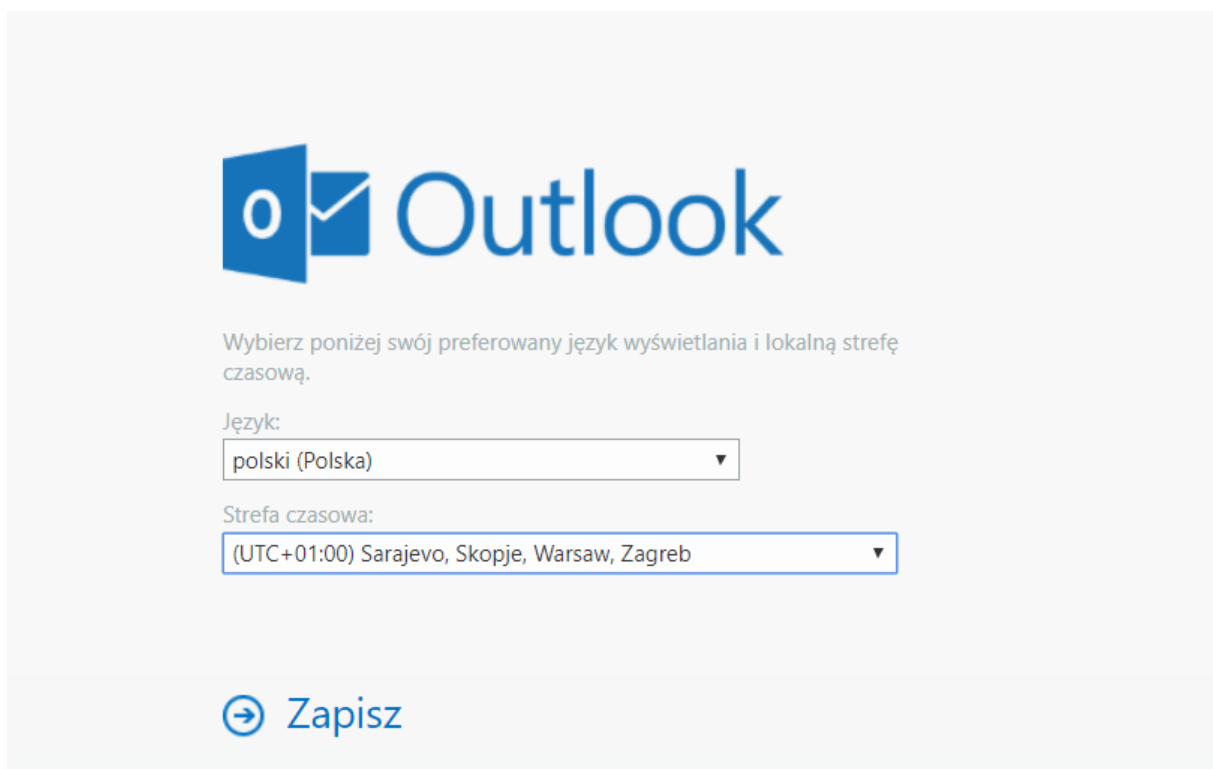 Outlook
Wybierz poniżej swój preferowany język wyświetlania i lokalną strefę
czasową.
Język:
polski (Polska)
Strefa czasowa:
(UTC+01:00) Sarajevo, Skopje, Warsaw, Zagreb
Zapisz